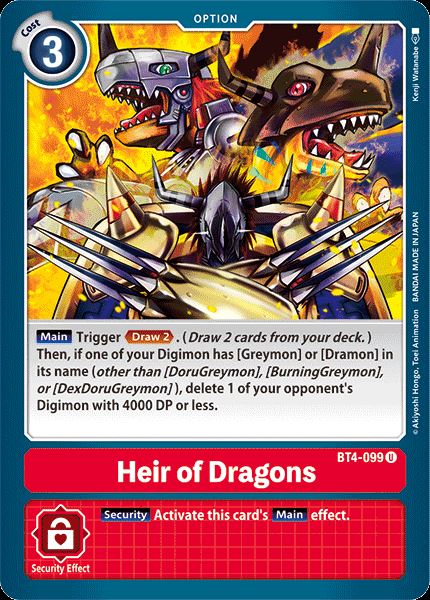 OPTION
Cost
3
Kenji Watanabe
Main Trigger Draw 2 . (Draw 2 cards from your deck.)
Then, if one of your Digimon has [Greymon] or [Dramon] in
its name (other than [DoruGreymon], [BurningGreymon],
or [DexDoruGreymon] ), delete 1 of your opponent's
Digimon with 4000 DP or less.
© Akiyoshi Hongo, Toei Animation BANDAI MADE IN JAPAN
BT4-099 U
Heir of Dragons
Security Activate this card's Main effect.
Security Effect